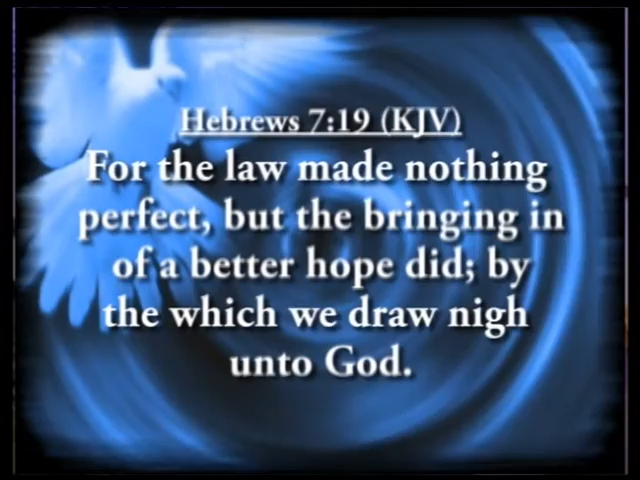 Hebrews 7:19 (KJV)
For the law made nothing
perfect, but the bringing in
of a better hope did; by
the which we draw nigh
unto God.